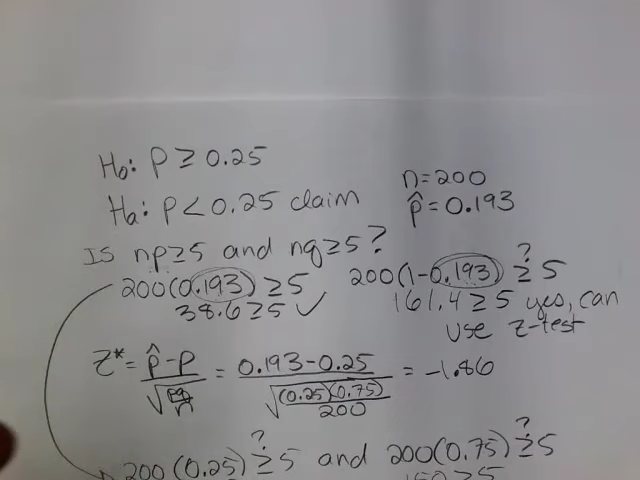 H₀: p ≥ 0.25
n=200
Hₐ: p < 0.25 claim
p̂ = 0.193
Is np≥5 and nq≥5?
200(0.193) ≥5 200(1-0.193) ≥? 5
38.6≥5 ✓ 161.4 ≥5 yes, can
use z-test
z* = (p̂ - p)/√(pq/n) = (0.193-0.25)/√((0.25)(0.75)/200) = -1.86
200(0.25) ≥? 5 and 200(0.75) ≥? 5
150≥5